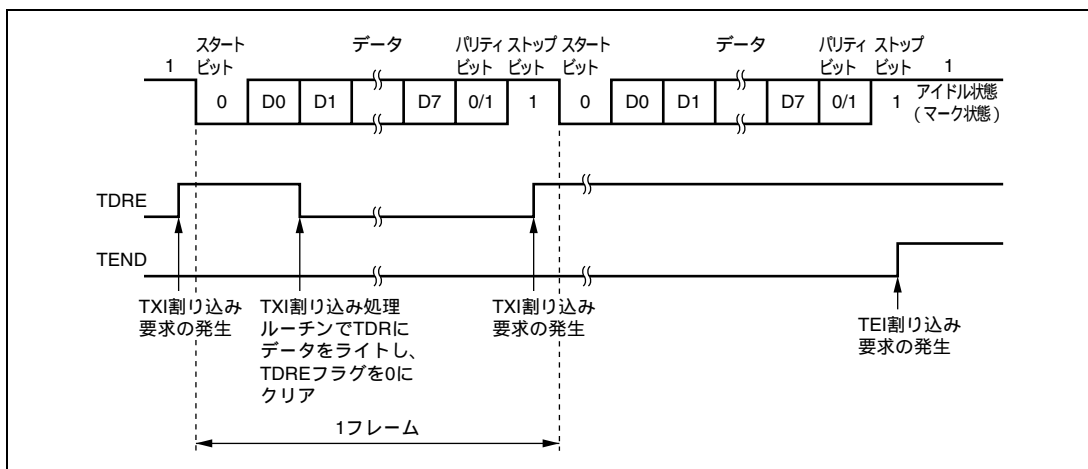 スタート データ パリティ ストップ スタート データ パリティ ストップ
1 ビット ビット ビット ビット ビット ビット 1
0 D0 D1 D7 0/1 1 0 D0 D1 D7 0/1 1 アイドル状態
(マーク状態)
TDRE
TEND
TXI割り込み
要求の発生
TXI割り込み処理
ルーチンでTDRに
データをライトし、
TDREフラグを0に
クリア
TXI割り込み
要求の発生
TEI割り込み
要求の発生
1フレーム